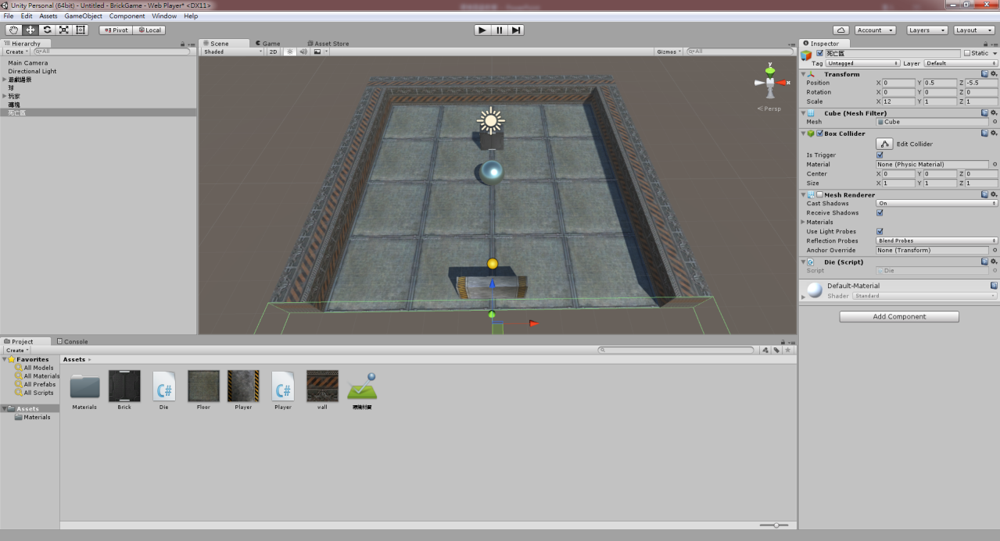 Unity Personal (64bit) - Untitled - BrickGame - Web Player* <DX11>
File Edit Assets GameObject Component Window Help
Pivot Local Account Layers Layout
Hierarchy
Create All
Main Camera
Directional Light
遊戲場景
球
玩家
磚塊
死亡區
Scene Game Asset Store
Shaded 2D Gizmos All
y
x
Persp
Inspector
死亡區 Static
Tag Untagged Layer Default
Transform
Position X 0 Y 0.5 Z -5.5
Rotation X 0 Y 0 Z 0
Scale X 12 Y 1 Z 1
Cube (Mesh Filter)
Mesh Cube
Box Collider
Edit Collider
Is Trigger
Material None (Physic Material)
Center X 0 Y 0 Z 0
Size X 1 Y 1 Z 1
Mesh Renderer
Cast Shadows On
Receive Shadows
Materials
Use Light Probes
Reflection Probes Blend Probes
Anchor Override None (Transform)
Die (Script)
Script Die
Default-Material
Shader Standard
Add Component
Project Console
Create
Favorites
All Models
All Materials
All Prefabs
All Scripts
Assets
Materials
Assets
C# C#
Materials Brick Die Floor Player Player wall